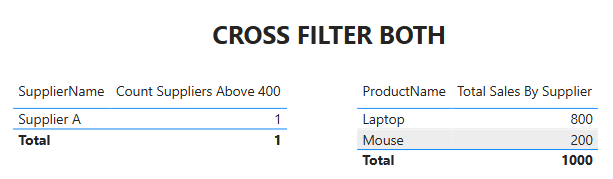 CROSS FILTER BOTH
SupplierName Count Suppliers Above 400
Supplier A 1
Total 1
ProductName Total Sales By Supplier
Laptop 800
Mouse 200
Total 1000